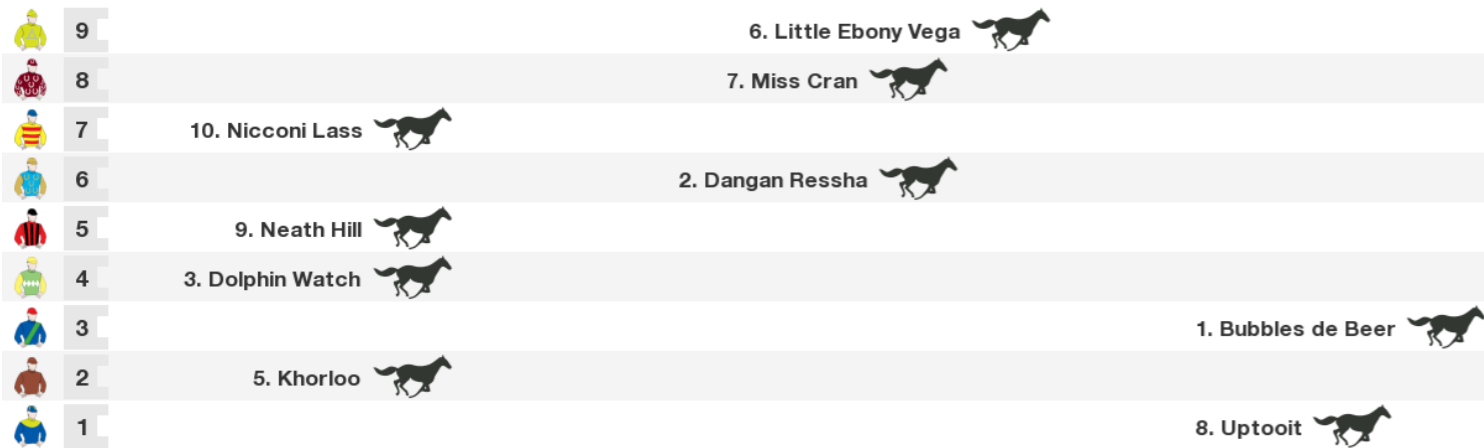 9 6. Little Ebony Vega
8 7. Miss Cran
7 10. Nicconi Lass
6 2. Dangan Ressha
5 9. Neath Hill
4 3. Dolphin Watch
3 1. Bubbles de Beer
2 5. Khorloo
1 8. Uptooit